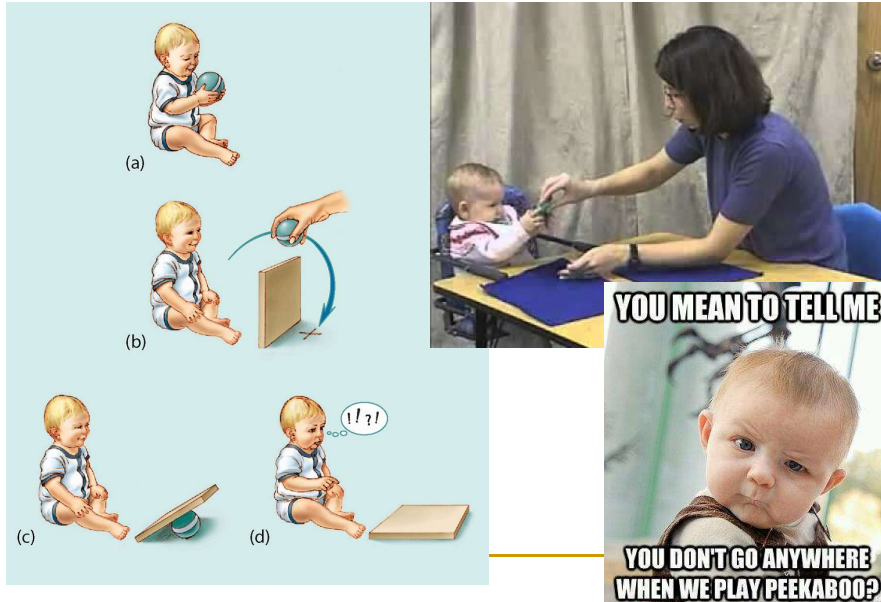 (a)
(b)
(c)
(d)
! ! ? !
YOU MEAN TO TELL ME
YOU DON'T GO ANYWHERE
WHEN WE PLAY PEEKABOO?